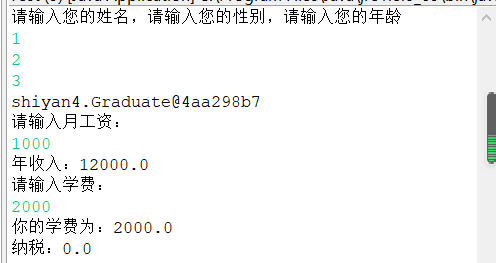 请输入您的姓名，请输入您的性别，请输入您的年龄
1
2
3
shiyan4.Graduate@4aa298b7
请输入月工资：
1000
年收入：12000.0
请输入学费：
2000
你的学费为：2000.0
纳税：0.0